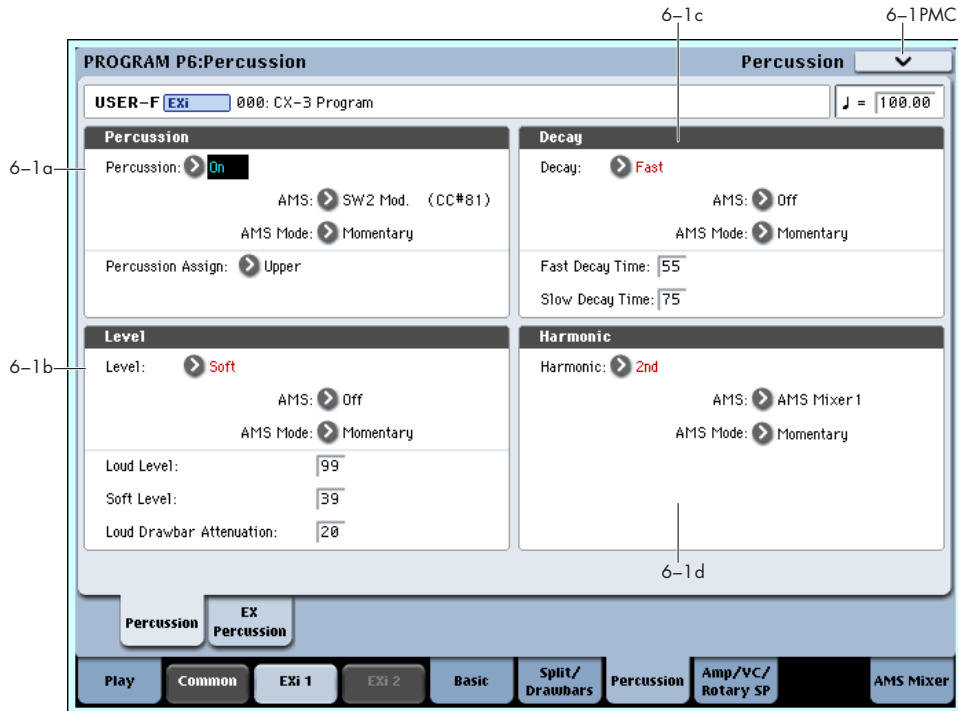 6–1c
6–1PMC
PROGRAM P6:Percussion
Percussion
USER–F EXi 000: CX–3 Program
♩ = 100.00
Percussion
6–1a
Percussion: On
AMS: SW2 Mod. (CC#81)
AMS Mode: Momentary
Percussion Assign: Upper
Decay
Decay: Fast
AMS: Off
AMS Mode: Momentary
Fast Decay Time: 55
Slow Decay Time: 75
Level
6–1b
Level: Soft
AMS: Off
AMS Mode: Momentary
Loud Level: 99
Soft Level: 39
Loud Drawbar Attenuation: 20
Harmonic
Harmonic: 2nd
AMS: AMS Mixer1
AMS Mode: Momentary
6–1d
Percussion
EX
Percussion
Play
Common
EXi 1
EXi 2
Basic
Split/
Drawbars
Percussion
Amp/VC/
Rotary SP
AMS Mixer